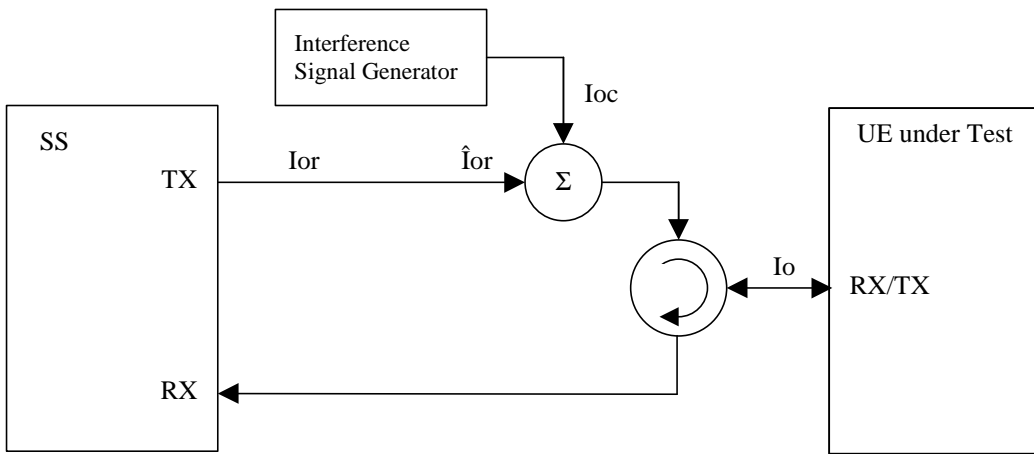 Interference
Signal Generator
Ioc
SS
UE under Test
Ior
Îor
TX
Σ
Io
RX/TX
RX